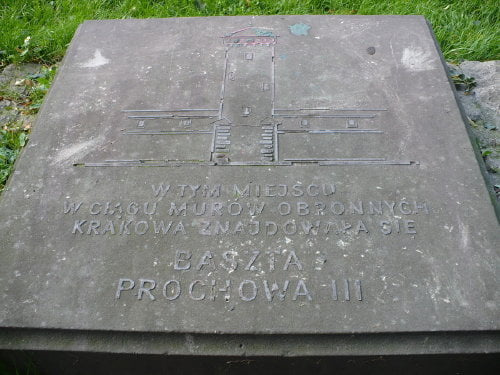 W TYM MIEJSCU
W CIĄGU MURÓW OBRONNYCH
KRAKOWA ZNAJDOWAŁA SIĘ
BASZTA
PROCHOWA III